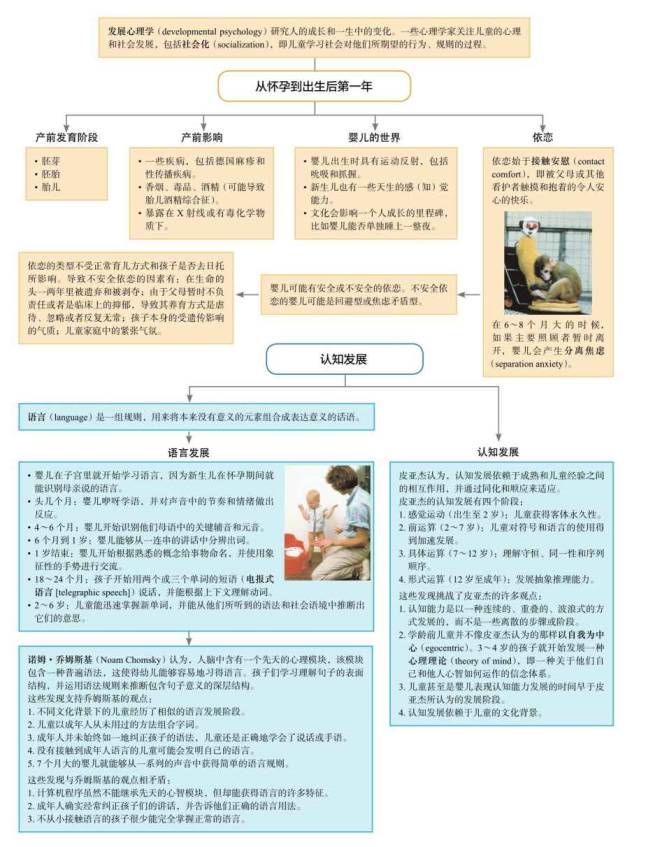 发展心理学（developmental psychology）研究人的成长和一生中的变化。一些心理学家关注儿童的心理
和社会发展，包括社会化（socialization），即儿童学习社会对他们所期望的行为、规则的过程。
从怀孕到出生后第一年
产前发育阶段
• 胚芽
• 胚胎
• 胎儿
产前影响
• 一些疾病，包括德国麻疹和
性传播疾病。
• 香烟、毒品、酒精（可能导致
胎儿酒精综合征）。
• 暴露在 X 射线或有毒化学物
质下。
婴儿的世界
• 婴儿出生时具有运动反射，包括
吮吸和抓握。
• 新生儿也有一些天生的感（知）觉
能力。
• 文化会影响一个人成长的里程碑，
比如婴儿能否单独睡上一整夜。
依恋
依恋始于接触安慰（contact
comfort），即被父母或其他
看护者触摸和抱着的令人安
心的快乐。
在 6～8 个月大的时候，
如果主要照顾者暂时离
开，婴儿会产生分离焦虑
（separation anxiety）。
婴儿可能有安全或不安全的依恋。不安全依
恋的婴儿可能是回避型或焦虑矛盾型。
依恋的类型不受正常育儿方式和孩子是否去日托
所影响。导致不安全依恋的因素有：在生命的
头一两年里被遗弃和被剥夺；由于父母暂时不负
责任或者是临床上的抑郁，导致其养育方式是虐
待、忽略或者反复无常；孩子本身的受遗传影响
的气质；儿童家庭中的紧张气氛。
认知发展
语言（language）是一组规则，用来将本来没有意义的元素组合成表达意义的话语。
语言发展
• 婴儿在子宫里就开始学习语言，因为新生儿在怀孕期间就
能识别母亲说的语言。
• 头几个月：婴儿咿呀学语，并对声音中的节奏和情绪做出
反应。
• 4～6 个月：婴儿开始识别他们母语中的关键辅音和元音。
• 6 个月到 1 岁：婴儿能够从一连串的讲话中分辨出词。
• 1 岁结束：婴儿开始根据熟悉的概念给事物命名，并使用象
征性的手势进行交流。
• 18～24 个月：孩子开始用两个或三个单词的短语（电报式
语言 [telegraphic speech]）说话，并能根据上下文理解动词。
• 2～6 岁：儿童能迅速掌握新单词，并能从他们所听到的语法和社会语境中推断出
它们的意思。
诺姆·乔姆斯基（Noam Chomsky）认为，人脑中含有一个先天的心理模块，该模块
包含一种普遍语法，这使得幼儿能够容易地习得语言。孩子们学习理解句子的表面
结构，并运用语法规则来推断包含句子意义的深层结构。
这些发现支持乔姆斯基的观点：
1. 不同文化背景下的儿童经历了相似的语言发展阶段。
2. 儿童以成年人从未用过的方法组合字词。
3. 成年人并未始终如一地纠正孩子的语法，儿童还是正确地学会了说话或手语。
4. 没有接触到成年人语言的儿童可能会发明自己的语言。
5. 7 个月大的婴儿就能够从一系列的声音中获得简单的语言规则。
这些发现与乔姆斯基的观点相矛盾：
1. 计算机程序虽然不能继承先天的心智模块，但却能获得语言的许多特征。
2. 成年人确实经常纠正孩子们的讲话，并告诉他们正确的语言用法。
3. 不从小接触语言的孩子很少能完全掌握正常的语言。
认知发展
皮亚杰认为，认知发展依赖于成熟和儿童经验之间
的相互作用，并通过同化和顺应来适应。
皮亚杰的认知发展有四个阶段：
1. 感觉运动（出生至 2 岁）：儿童获得客体永久性。
2. 前运算（2～7 岁）：儿童对符号和语言的使用得
到加速发展。
3. 具体运算（7～12 岁）：理解守恒、同一性和序列
顺序。
4. 形式运算（12 岁至成年）：发展抽象推理能力。
这些发现挑战了皮亚杰的许多观点：
1. 认知能力是以一种连续的、重叠的、波浪式的方
式发展的，而不是一些离散的步骤或阶段。
2. 学龄前儿童并不像皮亚杰认为的那样以自我为中
心（egocentric）。3～4 岁的孩子就开始发展一种
心理理论（theory of mind），即一种关于他们自
己和他人心智如何运作的信念体系。
3. 儿童甚至是婴儿表现认知能力发展的时间早于皮
亚杰所认为的发展阶段。
4. 认知发展依赖于儿童的文化背景。